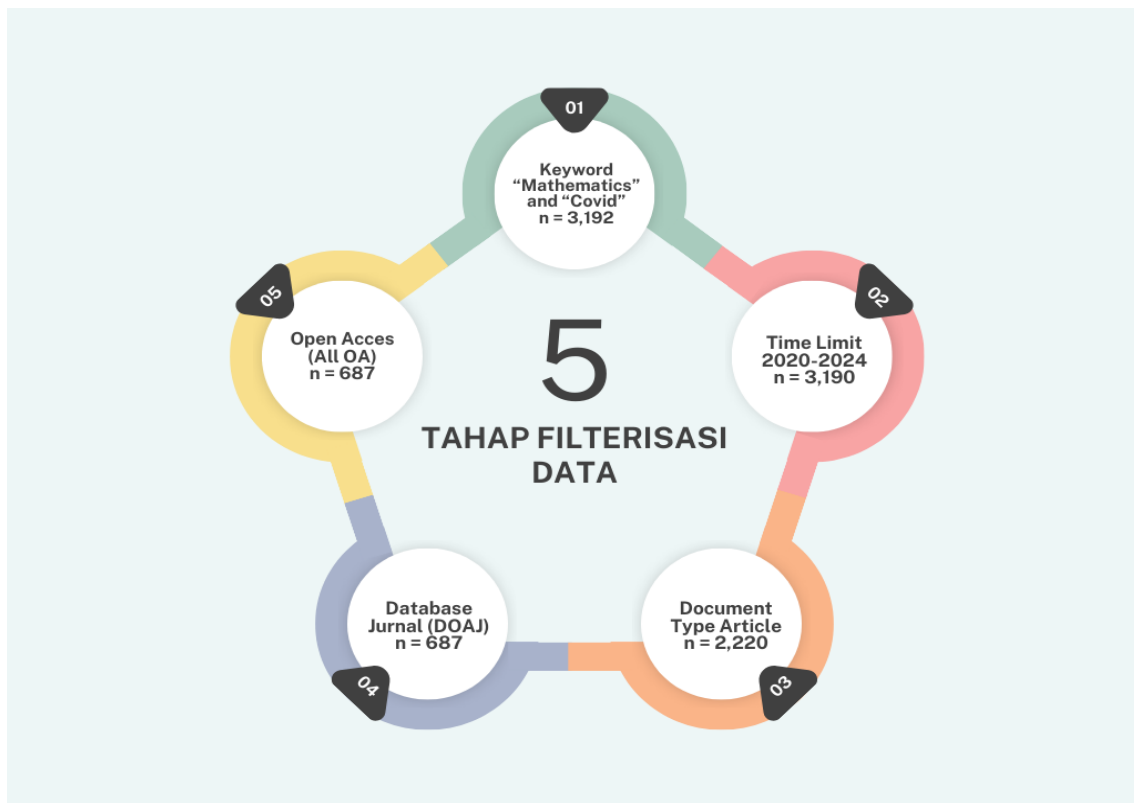 01
Keyword
“Mathematics”
and “Covid”
n = 3,192
02
Time Limit
2020-2024
n = 3,190
03
Document
Type Article
n = 2,220
04
Database
Jurnal (DOAJ)
n = 687
05
Open Acces
(All OA)
n = 687
5
TAHAP FILTERISASI
DATA